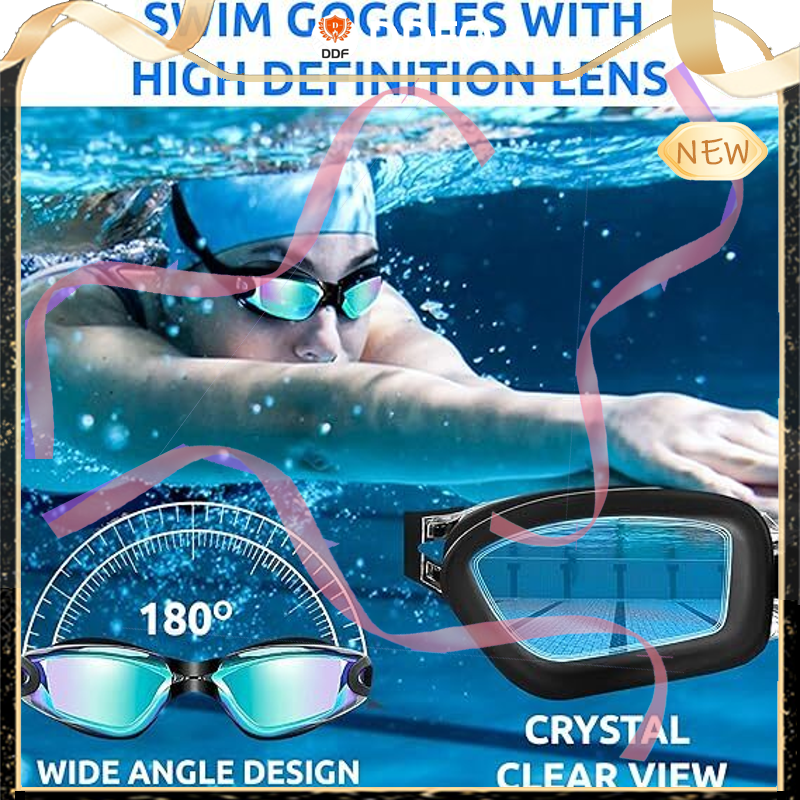 SWIM GOGGLES WITH
DDF
HIGH DEFINITION LENS
NEW
180°
WIDE ANGLE DESIGN
CRYSTAL
CLEAR VIEW